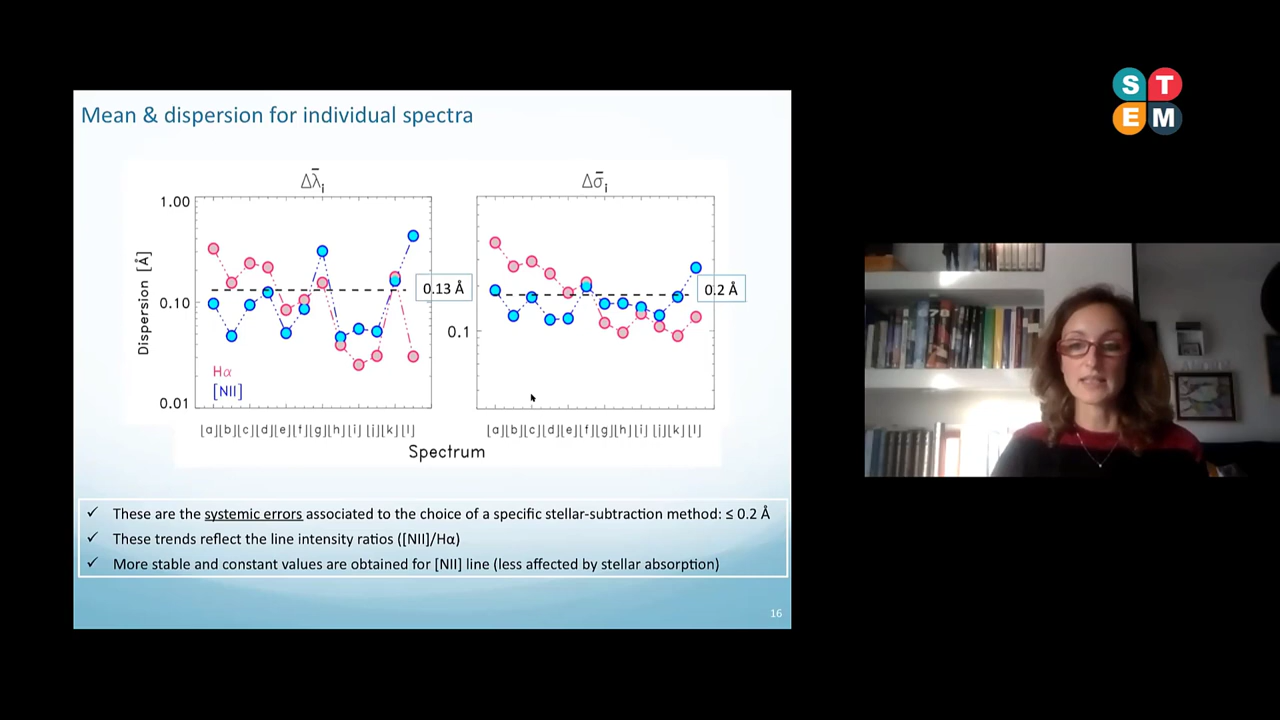 S T
E M
Mean & dispersion for individual spectra
Δλ̄i
Δσ̄i
1.00
0.10
0.01
Dispersion [Å]
0.13 Å
0.2 Å
0.1
Hα
[NII]
[a][b][c][d][e][f][g][h][i][j][k][l]
[a][b][c][d][e][f][g][h][i][j][k][l]
Spectrum
✓ These are the systemic errors associated to the choice of a specific stellar-subtraction method: ≤ 0.2 Å
✓ These trends reflect the line intensity ratios ([NII]/Hα)
✓ More stable and constant values are obtained for [NII] line (less affected by stellar absorption)
16